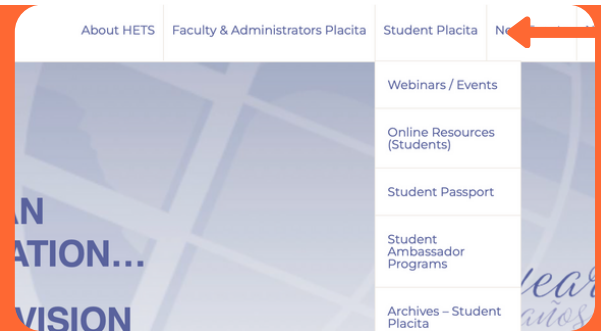 About HETS Faculty & Administrators Placita Student Placita
Webinars / Events
Online Resources
(Students)
Student Passport
Student
Ambassador
Programs
Archives – Student
Placita
ATION...
VISION
años